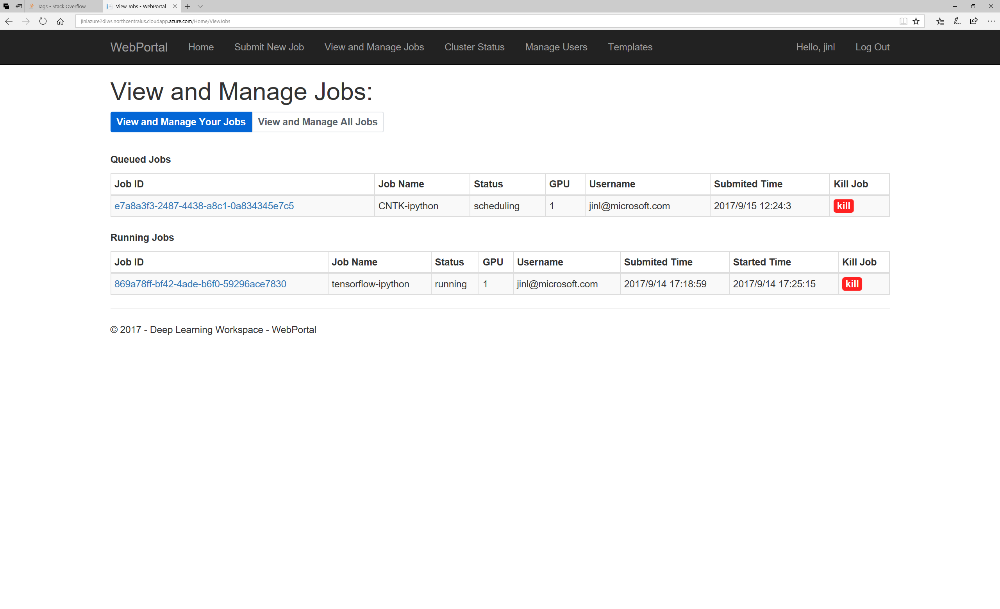 Tags - Stack Overflow
View Jobs - WebPortal
jinlazure2dlws.northcentralus.cloudapp.azure.com/Home/ViewJobs
WebPortal Home Submit New Job View and Manage Jobs Cluster Status Manage Users Templates Hello, jinl Log Out
View and Manage Jobs:
View and Manage Your Jobs View and Manage All Jobs
Queued Jobs
Job ID Job Name Status GPU Username Submited Time Kill Job
e7a8a3f3-2487-4438-a8c1-0a834345e7c5 CNTK-ipython scheduling 1 jinl@microsoft.com 2017/9/15 12:24:3 kill
Running Jobs
Job ID Job Name Status GPU Username Submited Time Started Time Kill Job
869a78ff-bf42-4ade-b6f0-59296ace7830 tensorflow-ipython running 1 jinl@microsoft.com 2017/9/14 17:18:59 2017/9/14 17:25:15 kill
© 2017 - Deep Learning Workspace - WebPortal